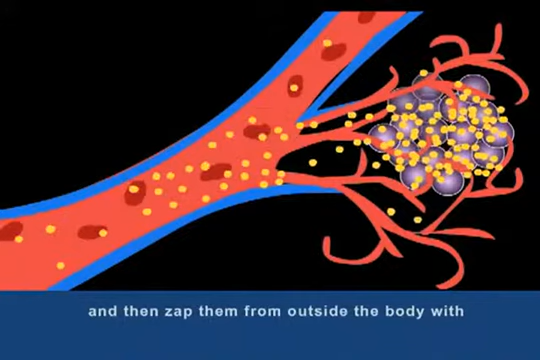 and then zap them from outside the body with